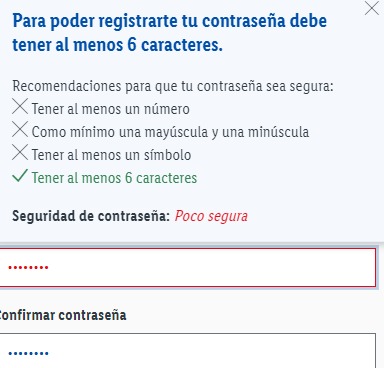 Para poder registrarte tu contraseña debe
tener al menos 6 caracteres.
Recomendaciones para que tu contraseña sea segura:
Tener al menos un número
Como mínimo una mayúscula y una minúscula
Tener al menos un símbolo
Tener al menos 6 caracteres
Seguridad de contraseña: Poco segura
••••••••
Confirmar contraseña
••••••••